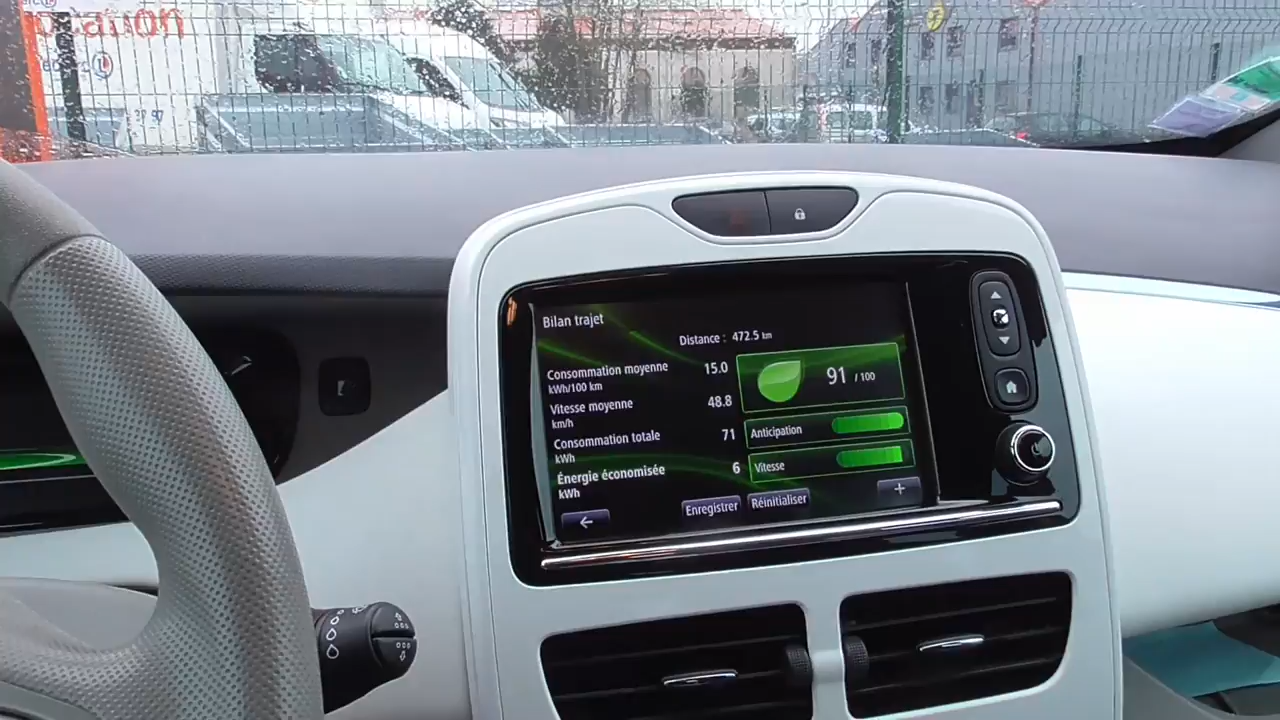 ocation
Bilan trajet
Distance : 472.5 km
Consommation moyenne 15.0
kWh/100 km
Vitesse moyenne 48.8
km/h
Consommation totale 71
kWh
Énergie économisée 6
kWh
91 / 100
Anticipation
Vitesse
Enregistrer
Réinitialiser
+